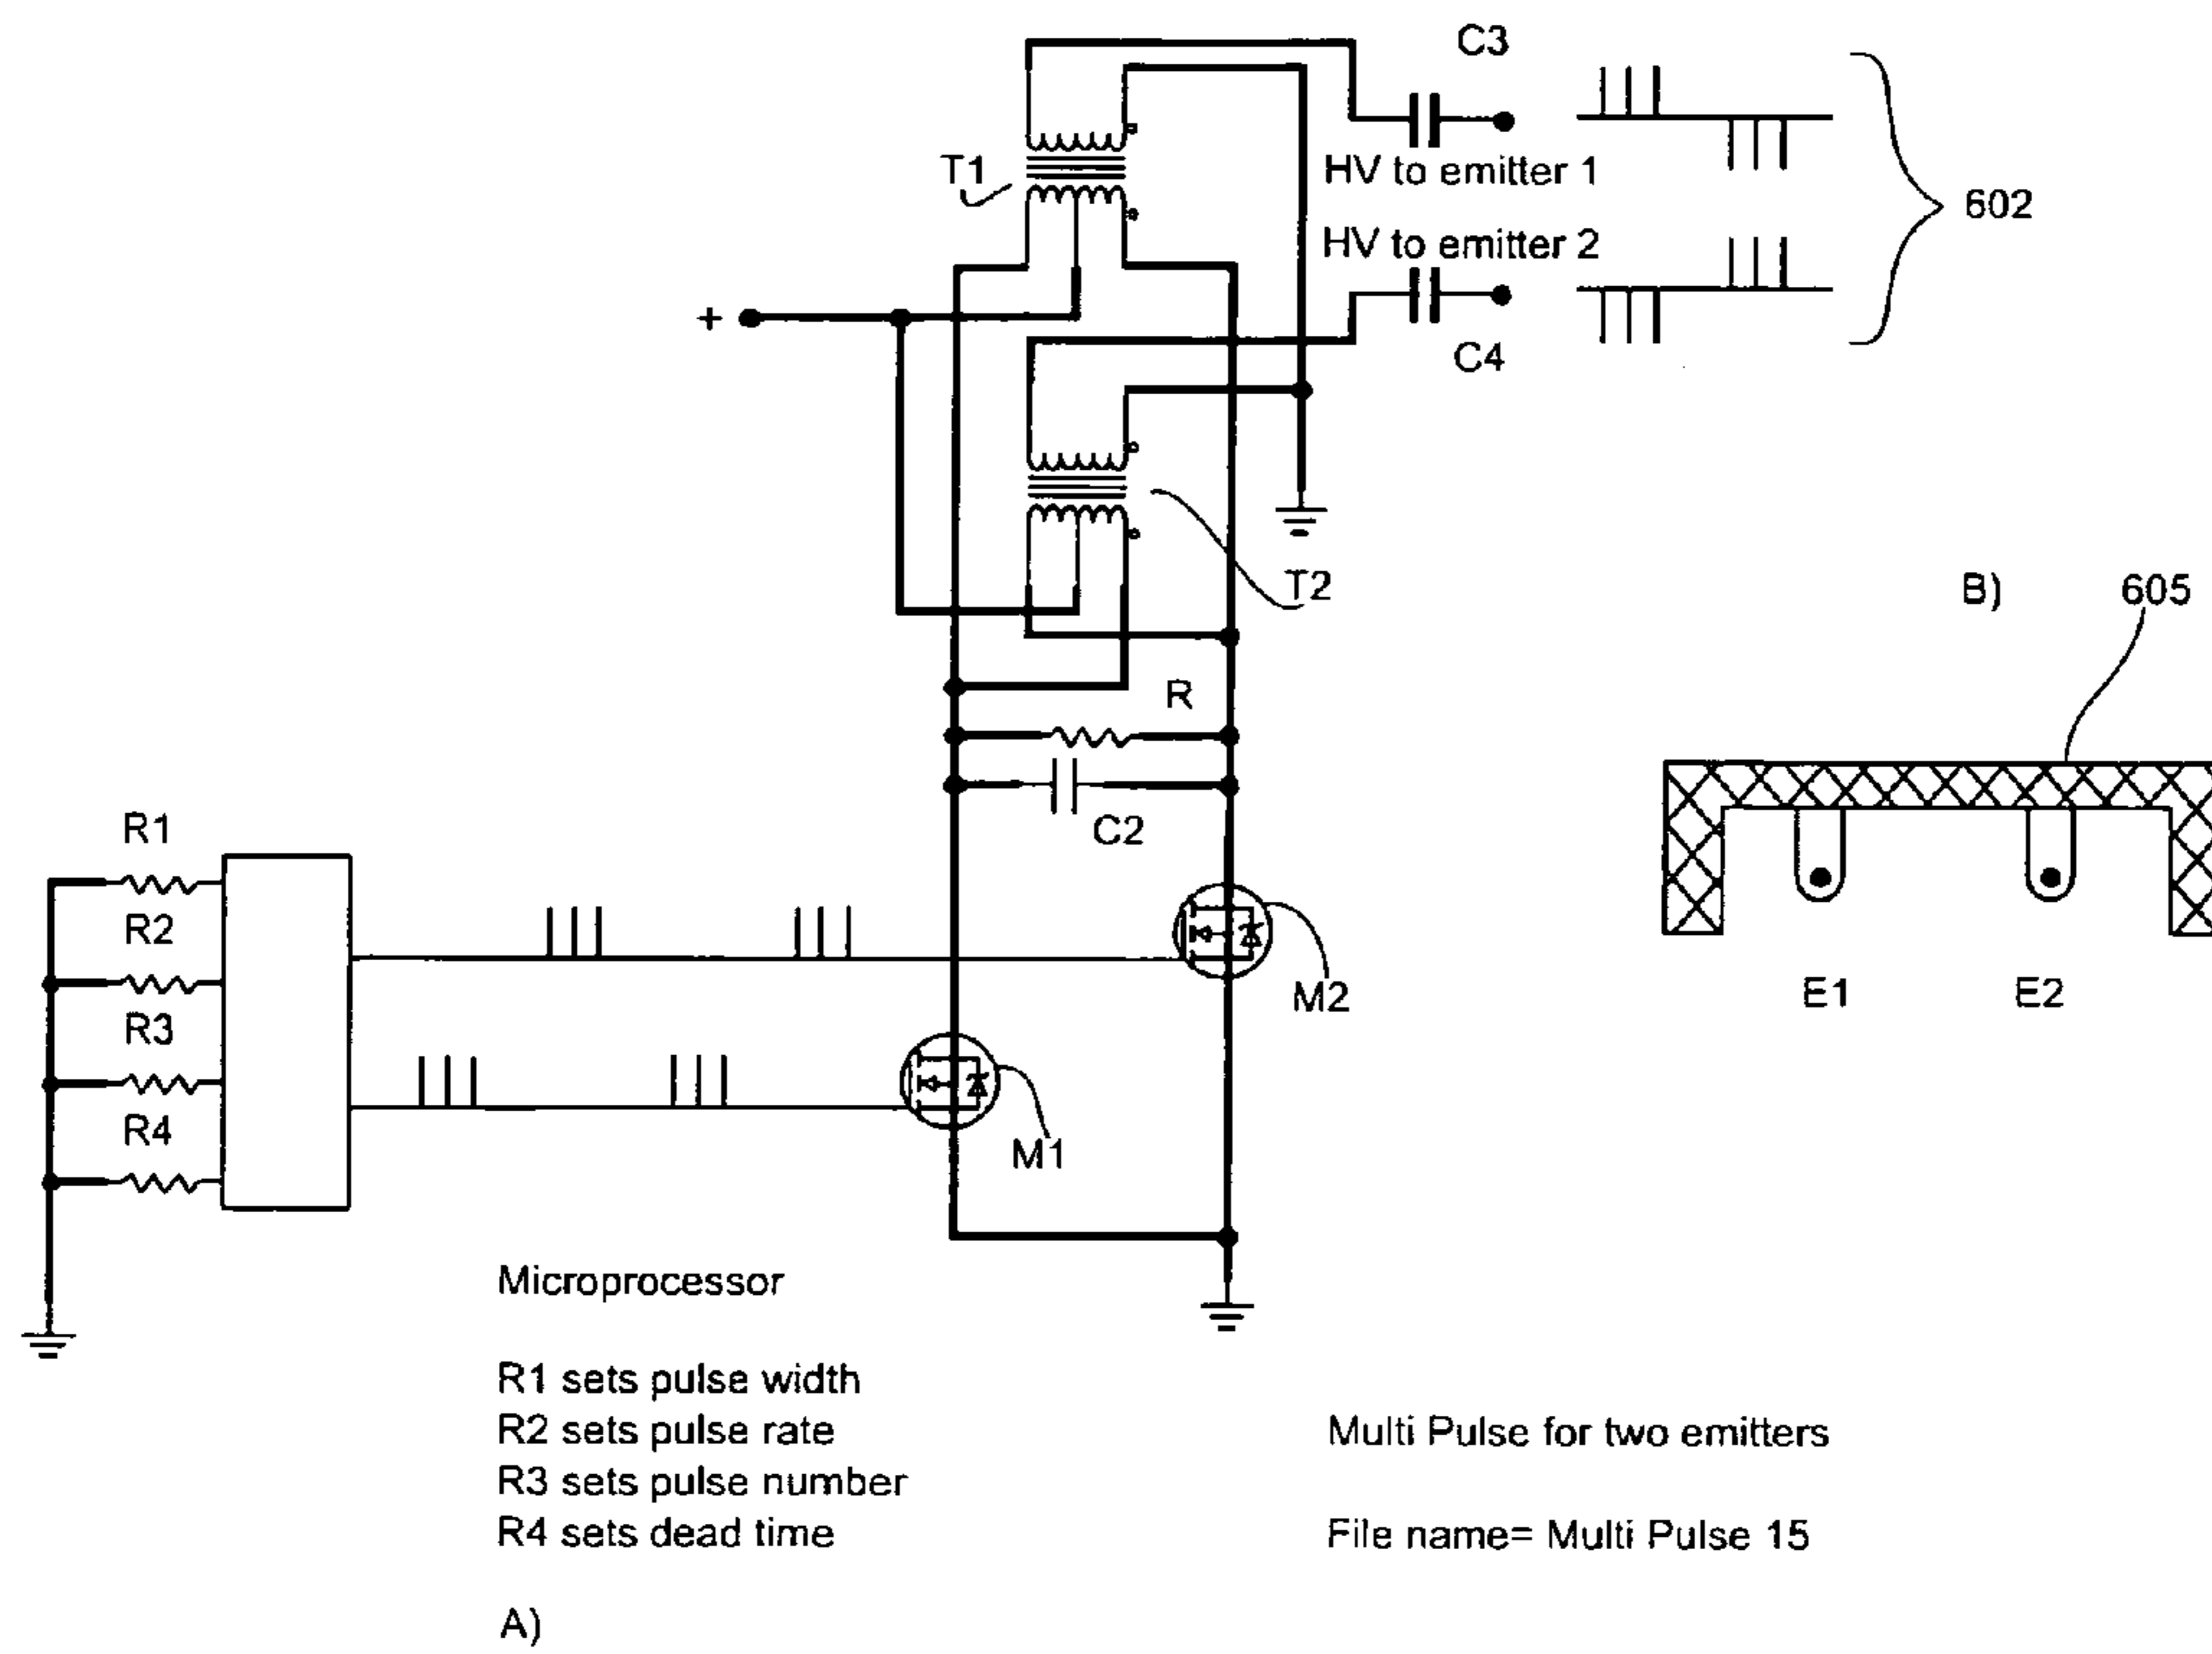 C3
T1
HV to emitter 1
602
HV to emitter 2
+
C4
T2
B)
605
R
C2
R1
R2
R3
R4
M2
E1
E2
M1
Microprocessor
R1 sets pulse width
R2 sets pulse rate
R3 sets pulse number
R4 sets dead time
Multi Pulse for two emitters
File name= Multi Pulse 15
A)